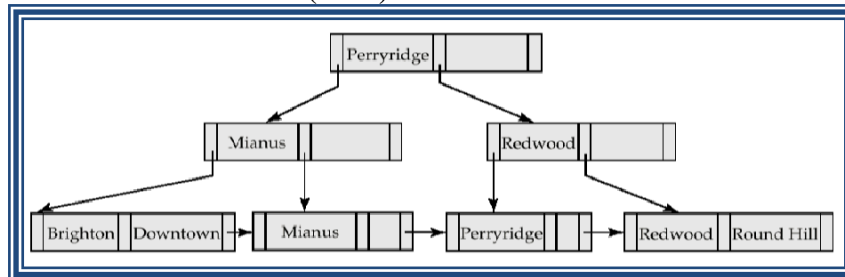 Perryridge
Mianus Redwood
Brighton Downtown Mianus Perryridge Redwood Round Hill